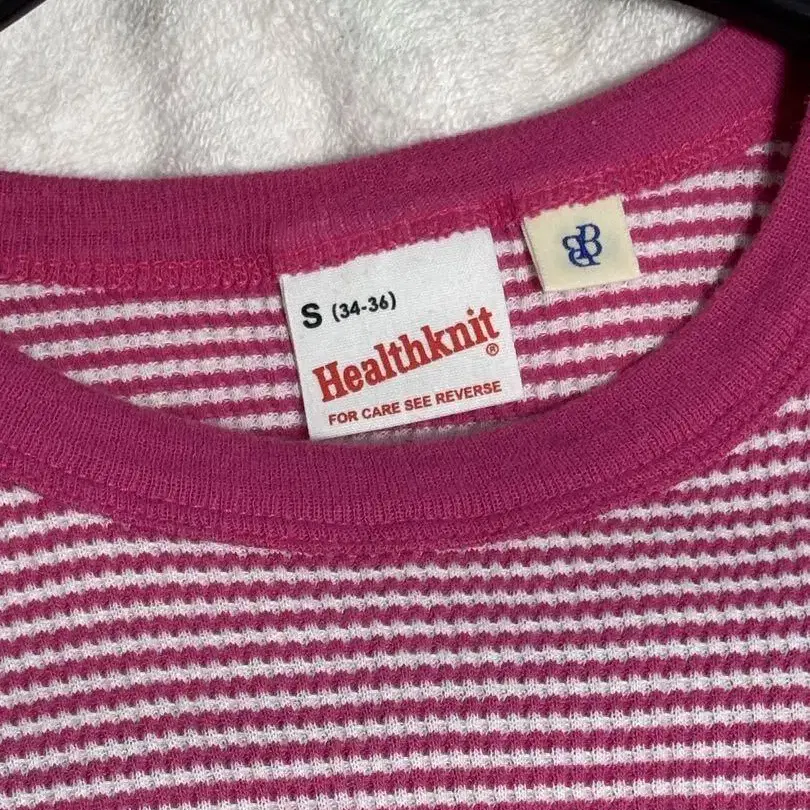 S (34-36)
Healthknit®
FOR CARE SEE REVERSE